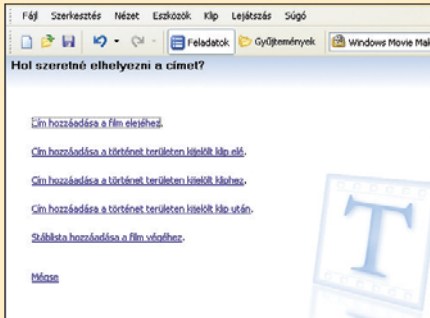 Fájl Szerkesztés Nézet Eszközök Klip Lejátszás Súgó
Feladatok Gyűjtemények Windows Movie Mak
Hol szeretné elhelyezni a címet?
Cím hozzáadása a film elejéhez.
Cím hozzáadása a történet területen kijelölt klip elé.
Cím hozzáadása a történet területen kijelölt kliphez.
Cím hozzáadása a történet területen kijelölt klip után.
Stáblista hozzáadása a film végéhez.
Mégse
T